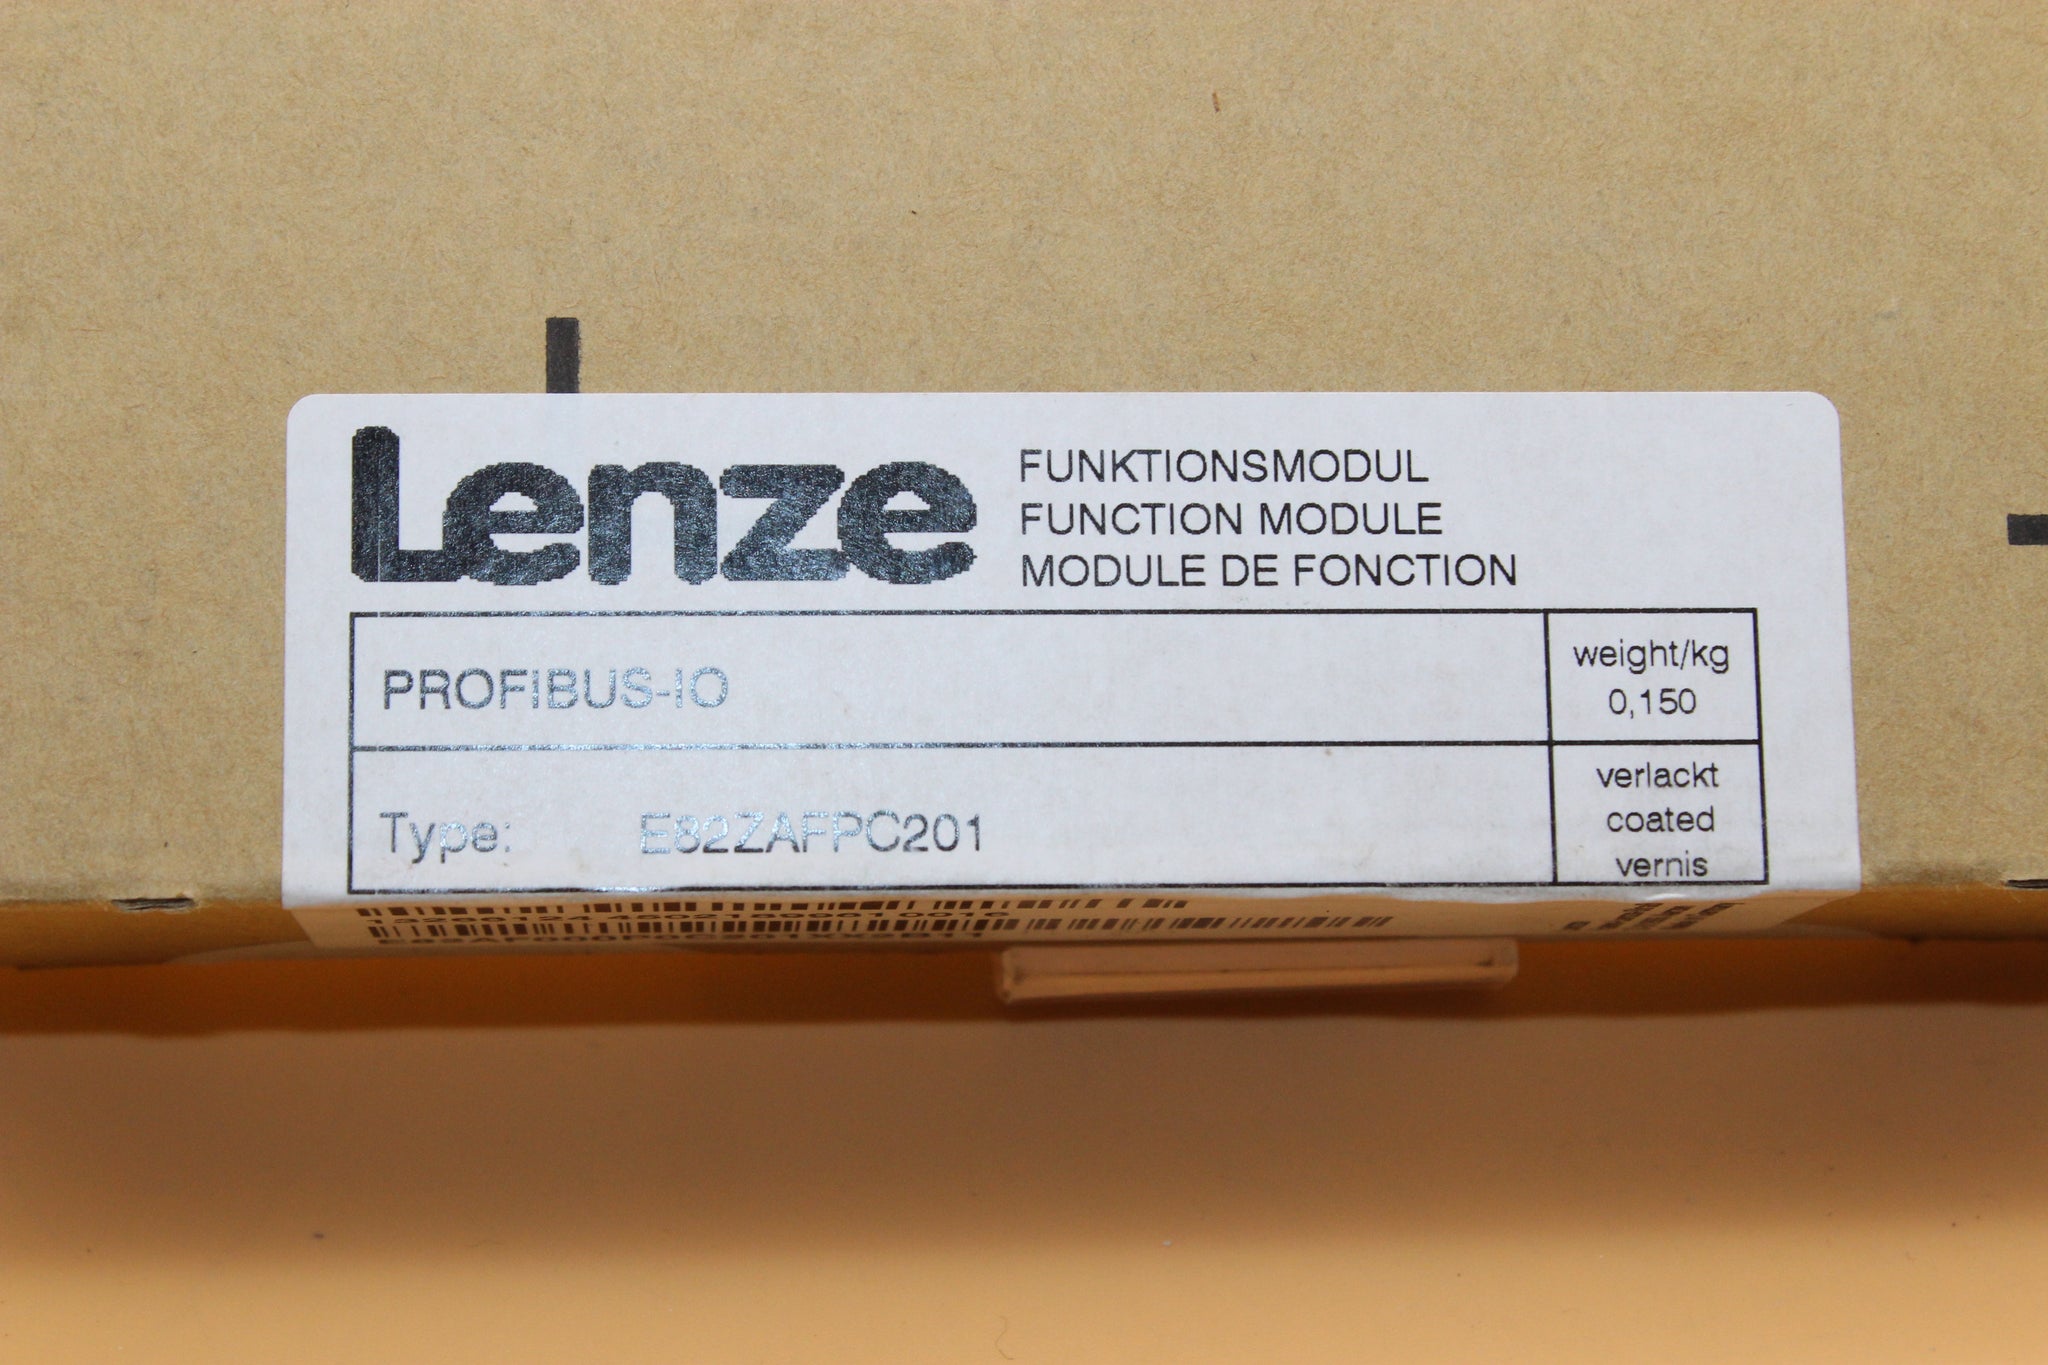 Lenze
FUNKTIONSMODUL
FUNCTION MODULE
MODULE DE FONCTION
PROFIBUS-IO
weight/kg
0,150
Type: E82ZAFPC201
verlackt
coated
vernis